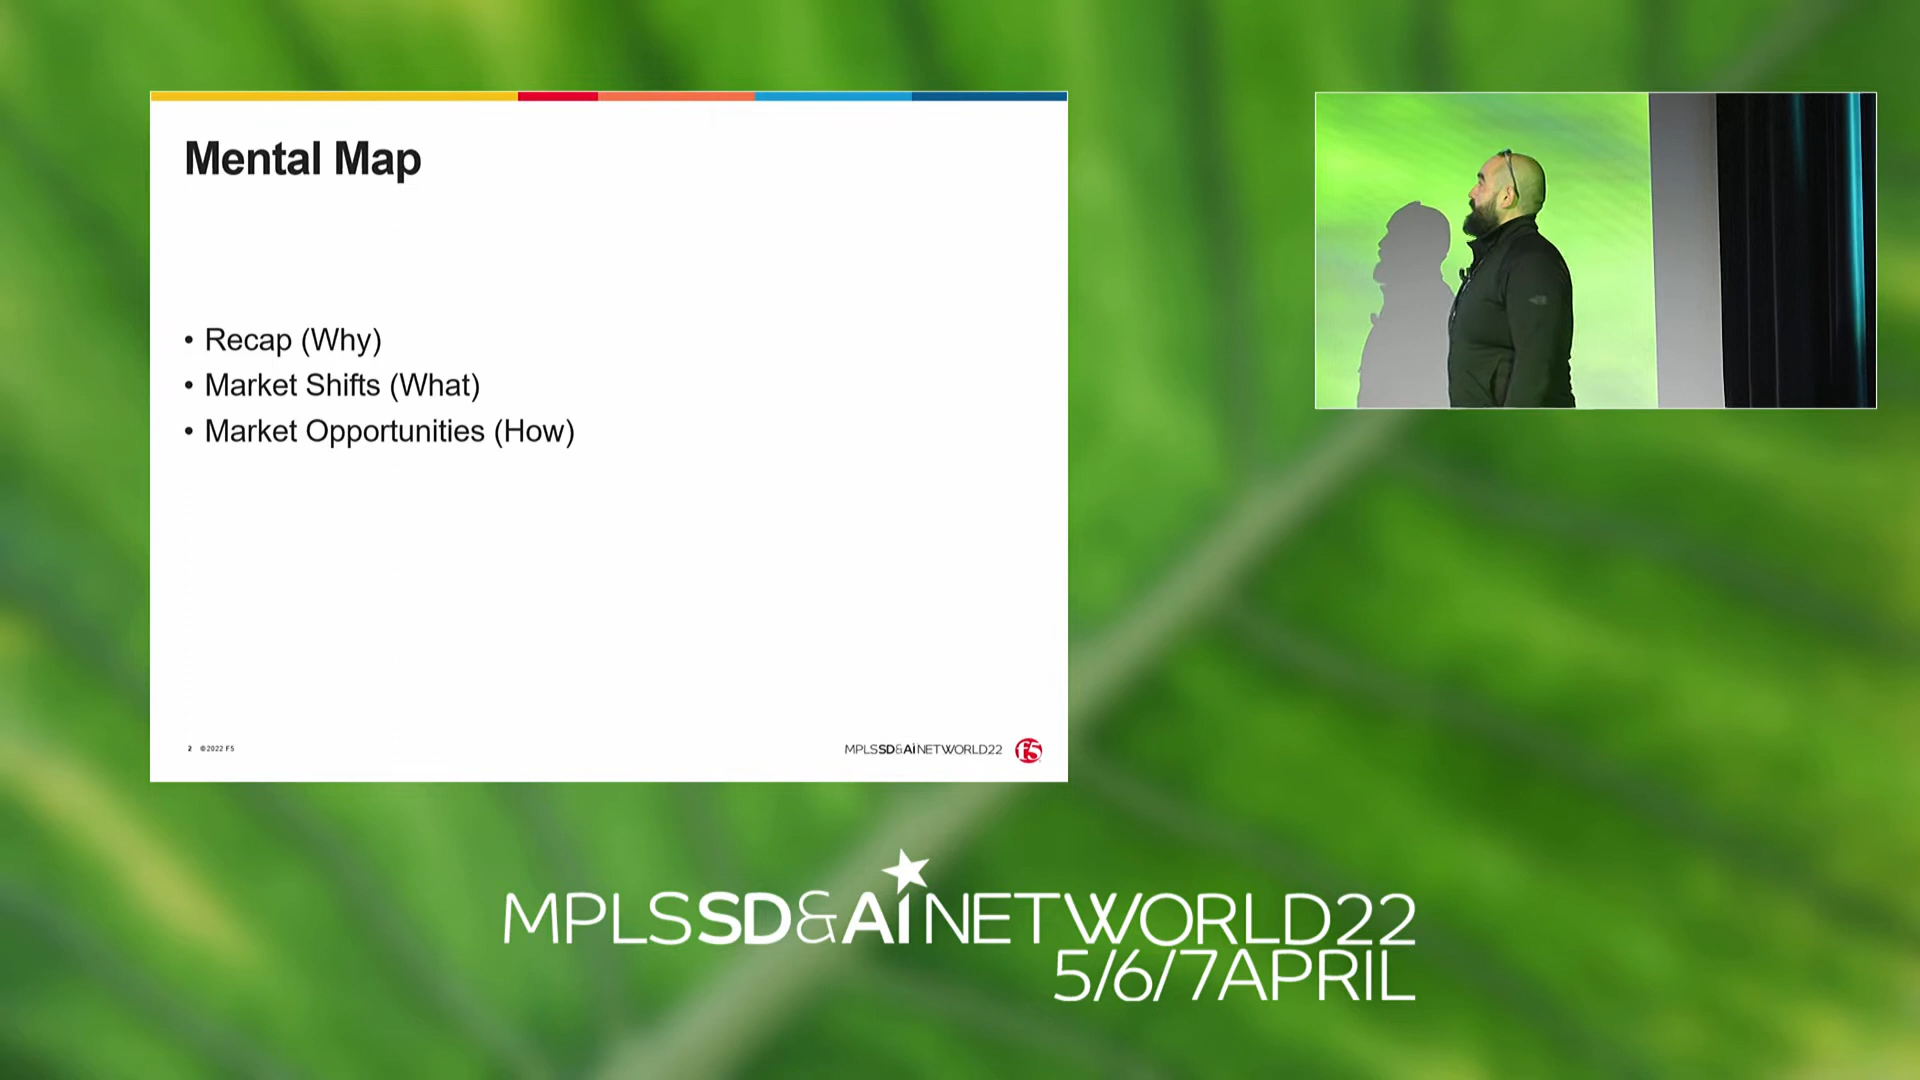 Mental Map
• Recap (Why)
• Market Shifts (What)
• Market Opportunities (How)
2 ©2022 F5
MPLSSD&AiNETWORLD22
f5
MPLSSD&AiNETWORLD22
5/6/7APRIL